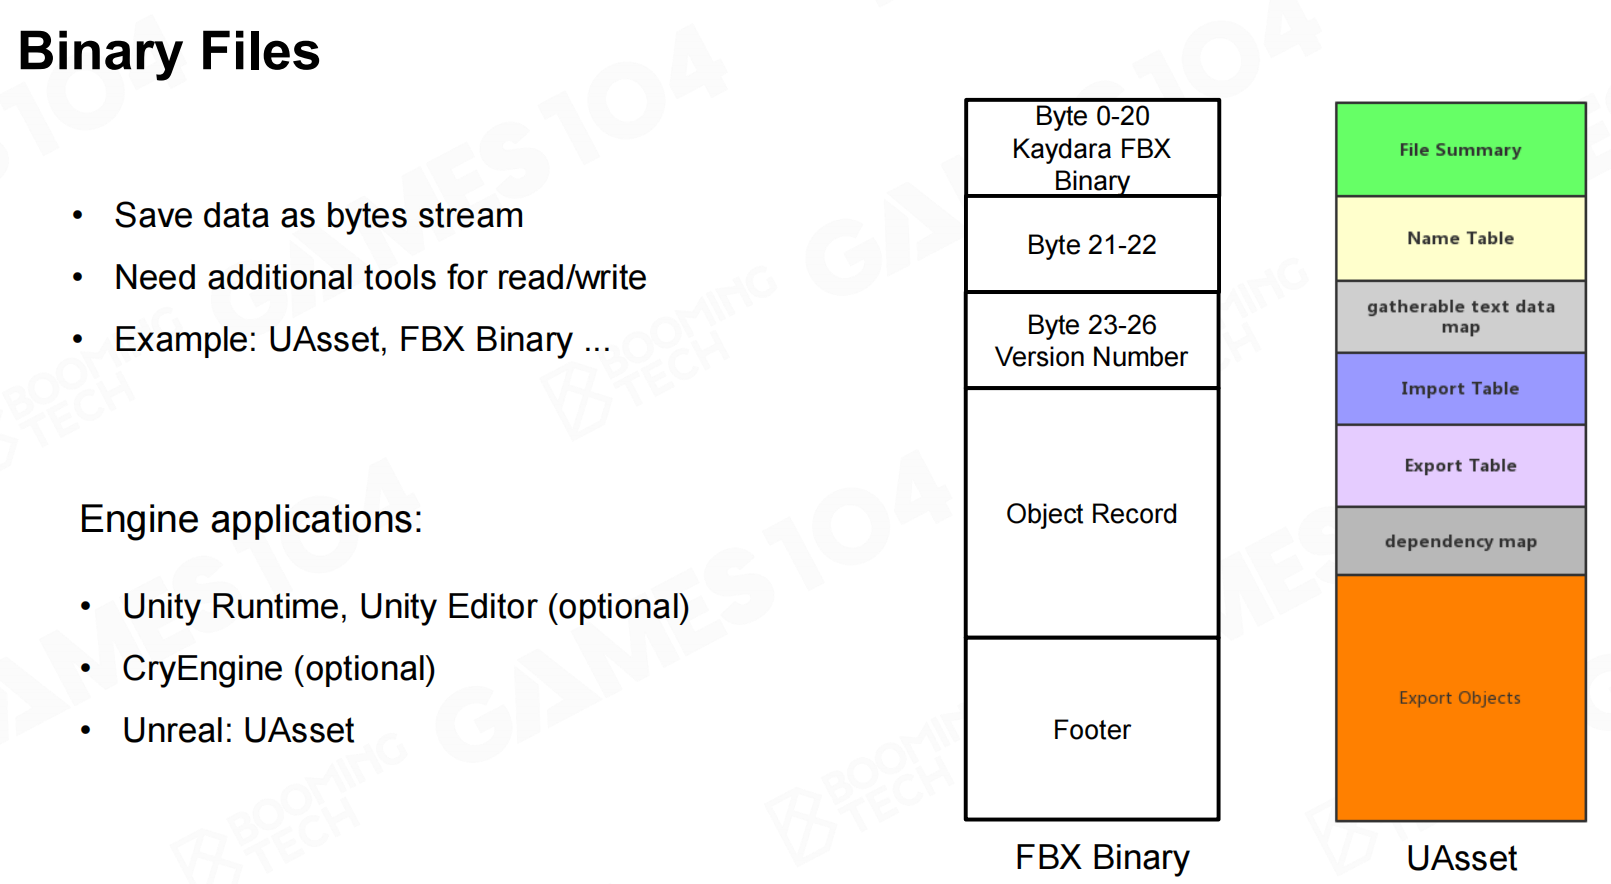 Binary Files
• Save data as bytes stream
• Need additional tools for read/write
• Example: UAsset, FBX Binary ...
Engine applications:
• Unity Runtime, Unity Editor (optional)
• CryEngine (optional)
• Unreal: UAsset
Byte 0-20
Kaydara FBX
Binary
Byte 21-22
Byte 23-26
Version Number
Object Record
Footer
FBX Binary
File Summary
Name Table
gatherable text data
map
Import Table
Export Table
dependency map
Export Objects
UAsset
GAMES104
BOOMING
TECH